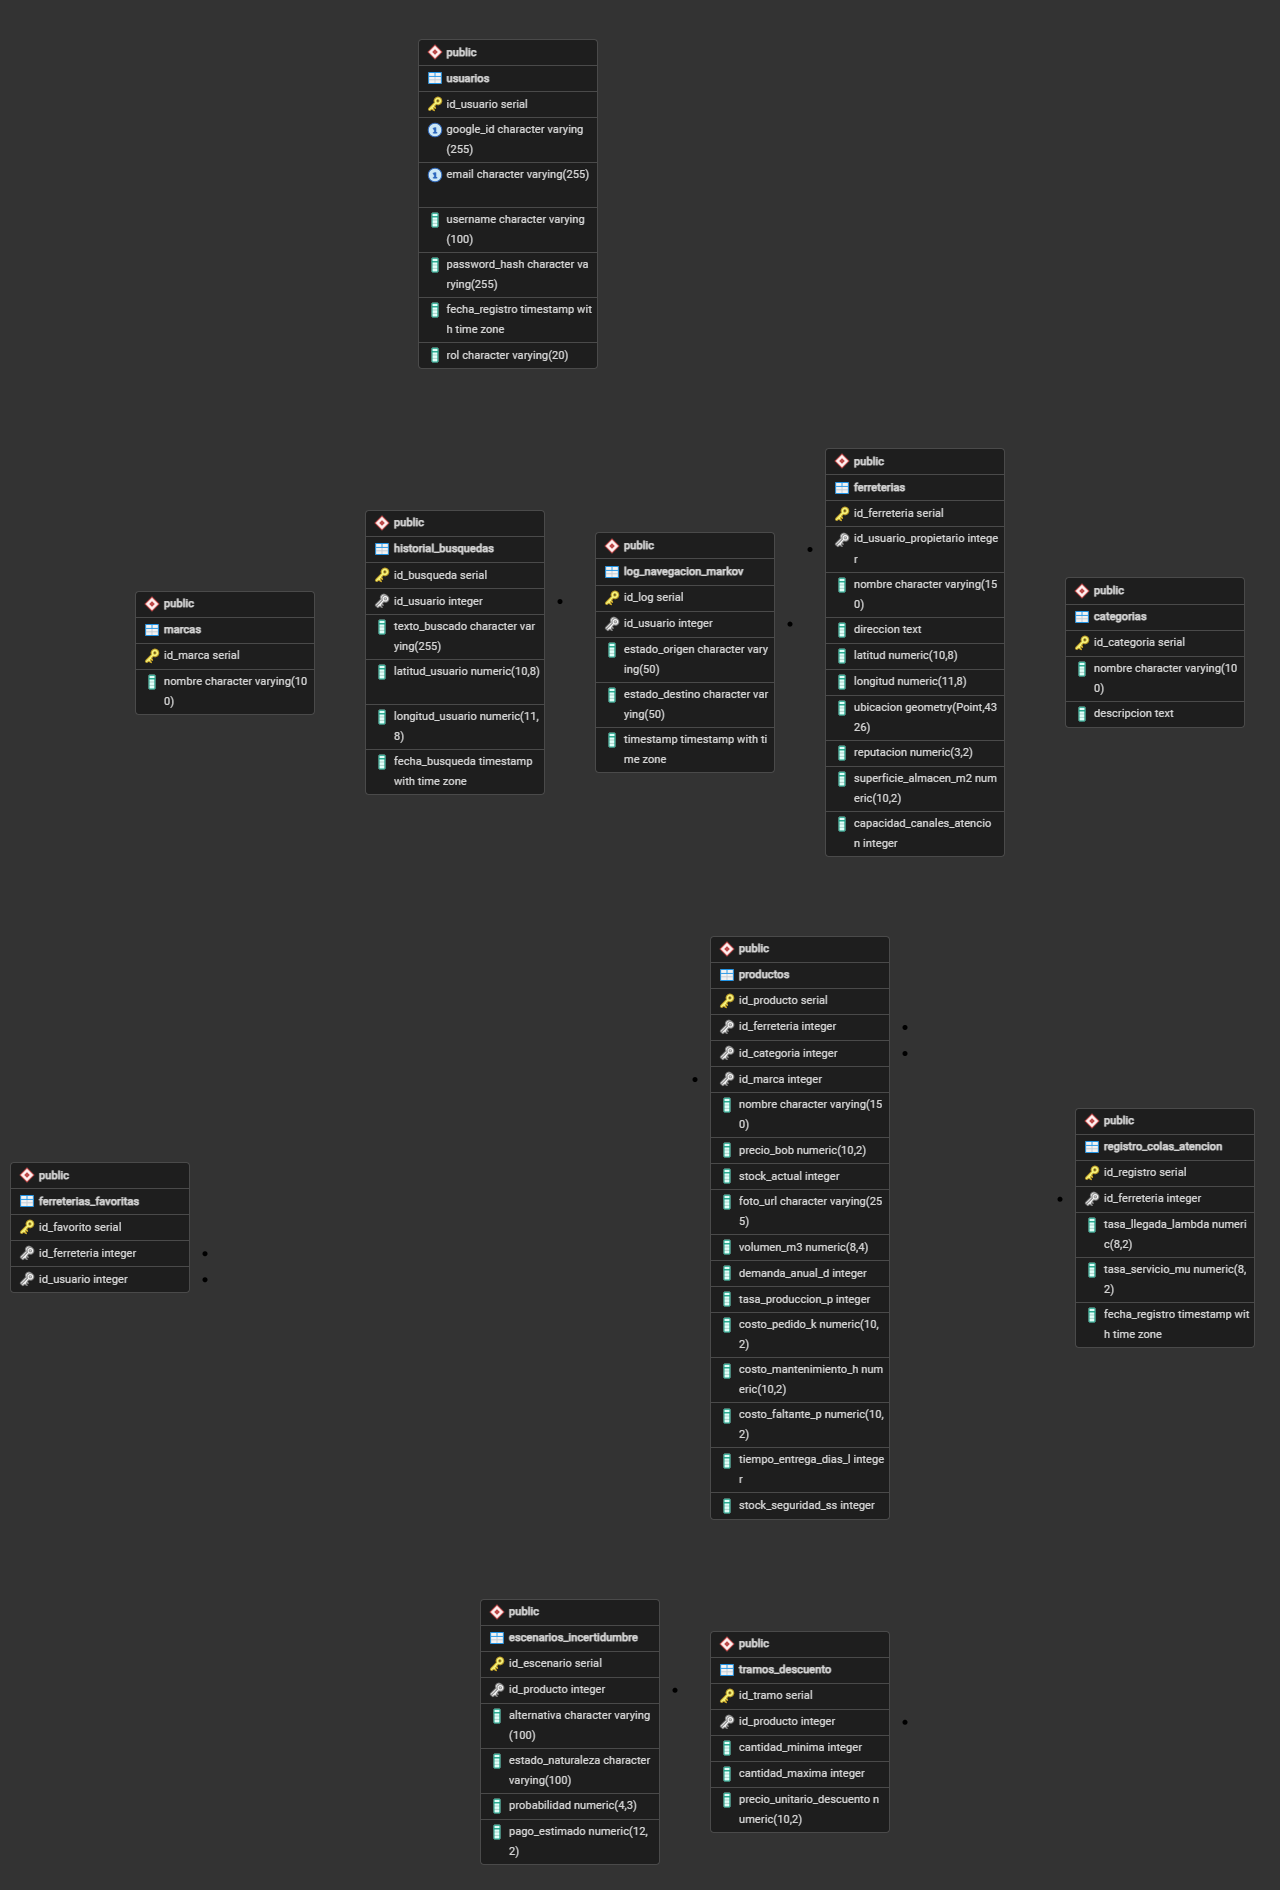 public
usuarios
id_usuario serial
google_id character varying
(255)
email character varying(255)
username character varying
(100)
password_hash character va
rying(255)
fecha_registro timestamp wit
h time zone
rol character varying(20)
public
marcas
id_marca serial
nombre character varying(10
0)
public
historial_busquedas
id_busqueda serial
id_usuario integer
texto_buscado character var
ying(255)
latitud_usuario numeric(10,8)
longitud_usuario numeric(11,
8)
fecha_busqueda timestamp
with time zone
public
log_navegacion_markov
id_log serial
id_usuario integer
estado_origen character vary
ing(50)
estado_destino character var
ying(50)
timestamp timestamp with ti
me zone
public
ferreterias
id_ferreteria serial
id_usuario_propietario intege
r
nombre character varying(15
0)
direccion text
latitud numeric(10,8)
longitud numeric(11,8)
ubicacion geometry(Point,43
26)
reputacion numeric(3,2)
superficie_almacen_m2 num
eric(10,2)
capacidad_canales_atencio
n integer
public
categorias
id_categoria serial
nombre character varying(10
0)
descripcion text
public
ferreterias_favoritas
id_favorito serial
id_ferreteria integer
id_usuario integer
public
productos
id_producto serial
id_ferreteria integer
id_categoria integer
id_marca integer
nombre character varying(15
0)
precio_bob numeric(10,2)
stock_actual integer
foto_url character varying(25
5)
volumen_m3 numeric(8,4)
demanda_anual_d integer
tasa_produccion_p integer
costo_pedido_k numeric(10,
2)
costo_mantenimiento_h num
eric(10,2)
costo_faltante_p numeric(10,
2)
tiempo_entrega_dias_l intege
r
stock_seguridad_ss integer
public
registro_colas_atencion
id_registro serial
id_ferreteria integer
tasa_llegada_lambda numeri
c(8,2)
tasa_servicio_mu numeric(8,
2)
fecha_registro timestamp wit
h time zone
public
escenarios_incertidumbre
id_escenario serial
id_producto integer
alternativa character varying
(100)
estado_naturaleza character
varying(100)
probabilidad numeric(4,3)
pago_estimado numeric(12,
2)
public
tramos_descuento
id_tramo serial
id_producto integer
cantidad_minima integer
cantidad_maxima integer
precio_unitario_descuento n
umeric(10,2)